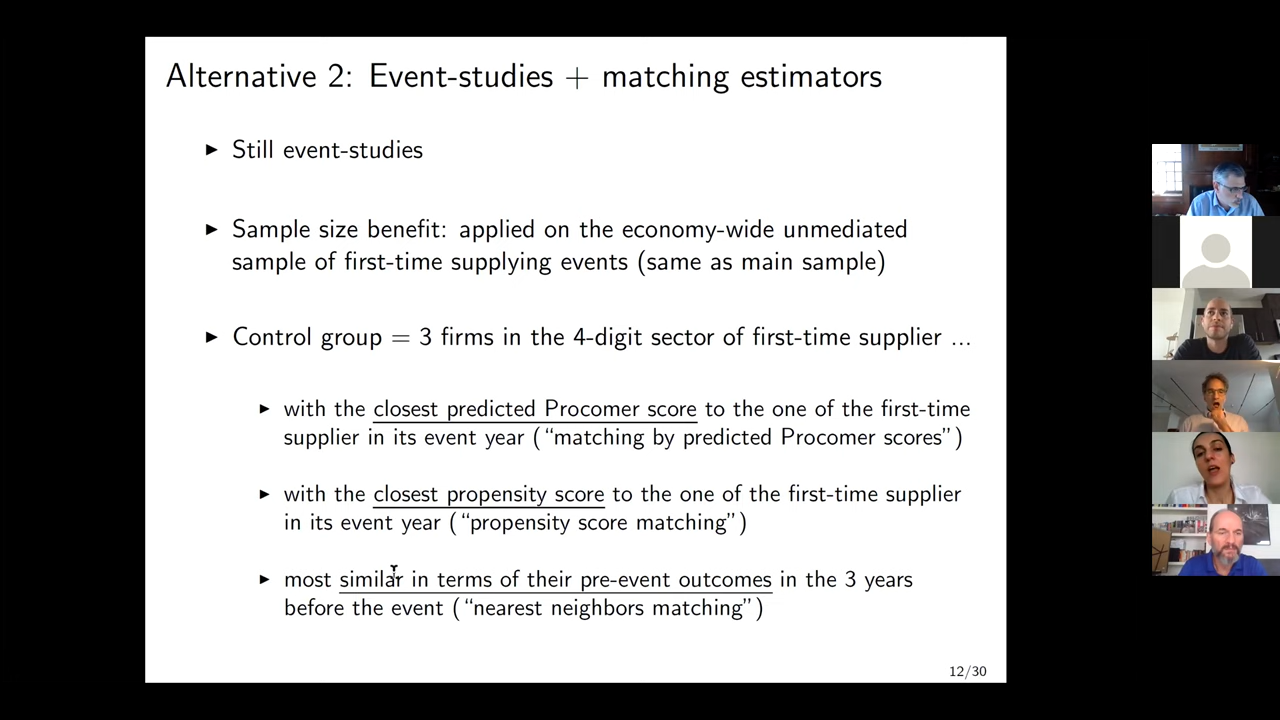 Alternative 2: Event-studies + matching estimators
▶ Still event-studies
▶ Sample size benefit: applied on the economy-wide unmediated
sample of first-time supplying events (same as main sample)
▶ Control group = 3 firms in the 4-digit sector of first-time supplier ...
▶ with the closest predicted Procomer score to the one of the first-time
supplier in its event year (“matching by predicted Procomer scores”)
▶ with the closest propensity score to the one of the first-time supplier
in its event year (“propensity score matching”)
▶ most similar in terms of their pre-event outcomes in the 3 years
before the event (“nearest neighbors matching”)
12/30